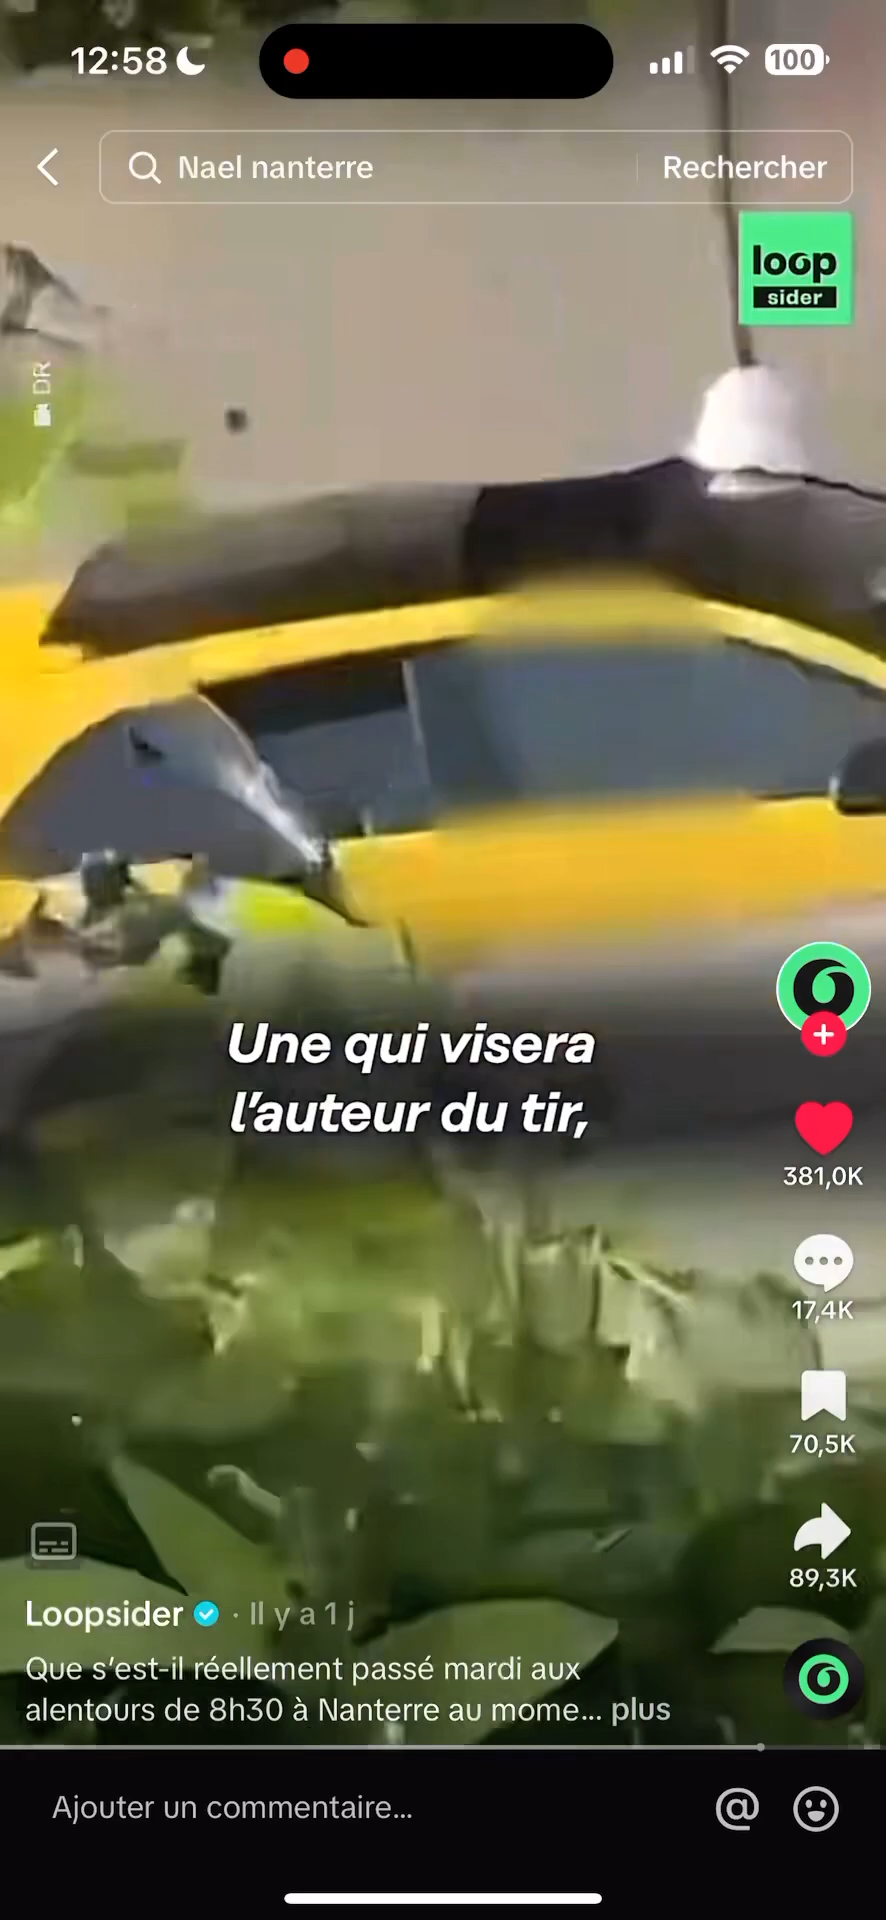 12:58
100
Nael nanterre
Rechercher
loop
sider
DR
Une qui visera
l’auteur du tir,
381,0K
17,4K
70,5K
89,3K
Loopsider · Il y a 1 j
Que s’est-il réellement passé mardi aux
alentours de 8h30 à Nanterre au mome... plus
Ajouter un commentaire...
@